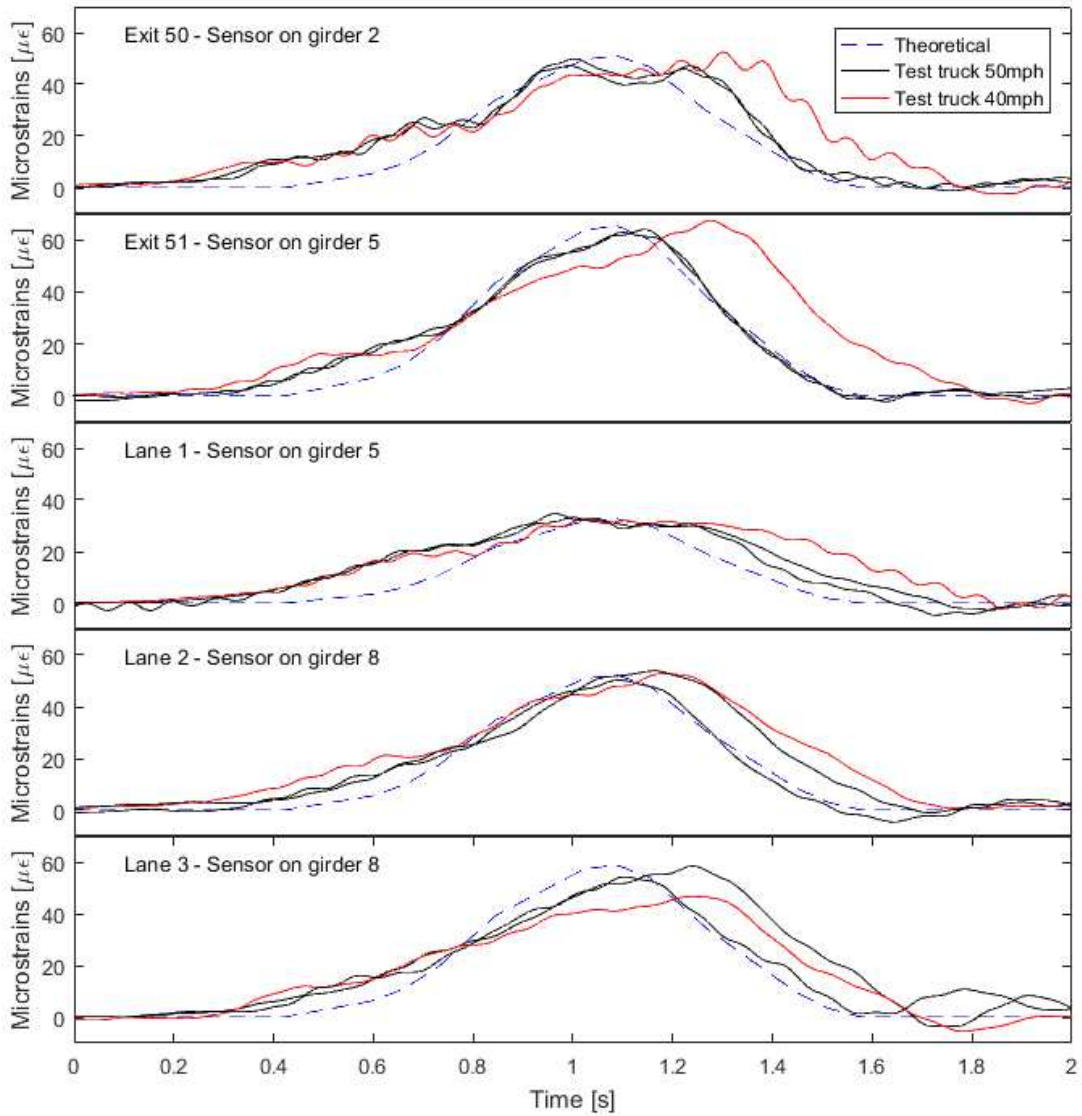 Exit 50 - Sensor on girder 2
Theoretical
Test truck 50mph
Test truck 40mph
Microstrains [με]
60
40
20
0
Exit 51 - Sensor on girder 5
Microstrains [με]
60
40
20
0
Lane 1 - Sensor on girder 5
Microstrains [με]
60
40
20
0
Lane 2 - Sensor on girder 8
Microstrains [με]
60
40
20
0
Lane 3 - Sensor on girder 8
Microstrains [με]
60
40
20
0
0 0.2 0.4 0.6 0.8 1 1.2 1.4 1.6 1.8 2
Time [s]